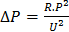 ΔP = R.P² / U²